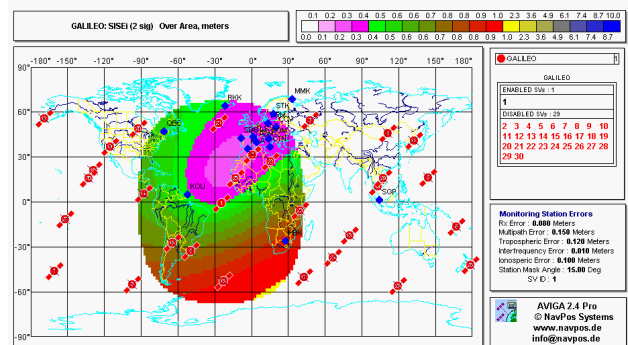 GALILEO: SISEi (2 sig) Over Area, meters
0.1 0.2 0.3 0.4 0.5 0.6 0.7 0.8 0.9 1.0 2.3 3.6 4.9 6.1 7.4 8.7 10.0
0.0 0.1 0.2 0.3 0.4 0.5 0.6 0.7 0.8 0.9 1.0 2.3 3.6 4.9 6.1 7.4 8.7
-180° -150° -120° -90° -60° -30° 0° 30° 60° 90° 120° 150° 180°
90°
60°
30°
0°
-30°
-60°
-90°
RKK
MMK
STK
QBC
KOU
SGP
GALILEO 1
GALILEO
ENABLED SVs : 1
1
DISABLED SVs : 29
2 3 4 5 6 7 8 9 10
11 12 13 14 15 16 17 18 19
20 21 22 23 24 25 26 27 28
29 30
Monitoring Station Errors
Rx Error : 0.000 Meters
Multipath Error : 0.150 Meters
Tropospheric Error : 0.120 Meters
Interfrequency Error : 0.010 Meters
Ionosperic Error : 0.100 Meters
Station Mask Angle : 15.00 Deg
SV ID : 1
AVIGA 2.4 Pro
© NavPos Systems
www.navpos.de
info@navpos.de